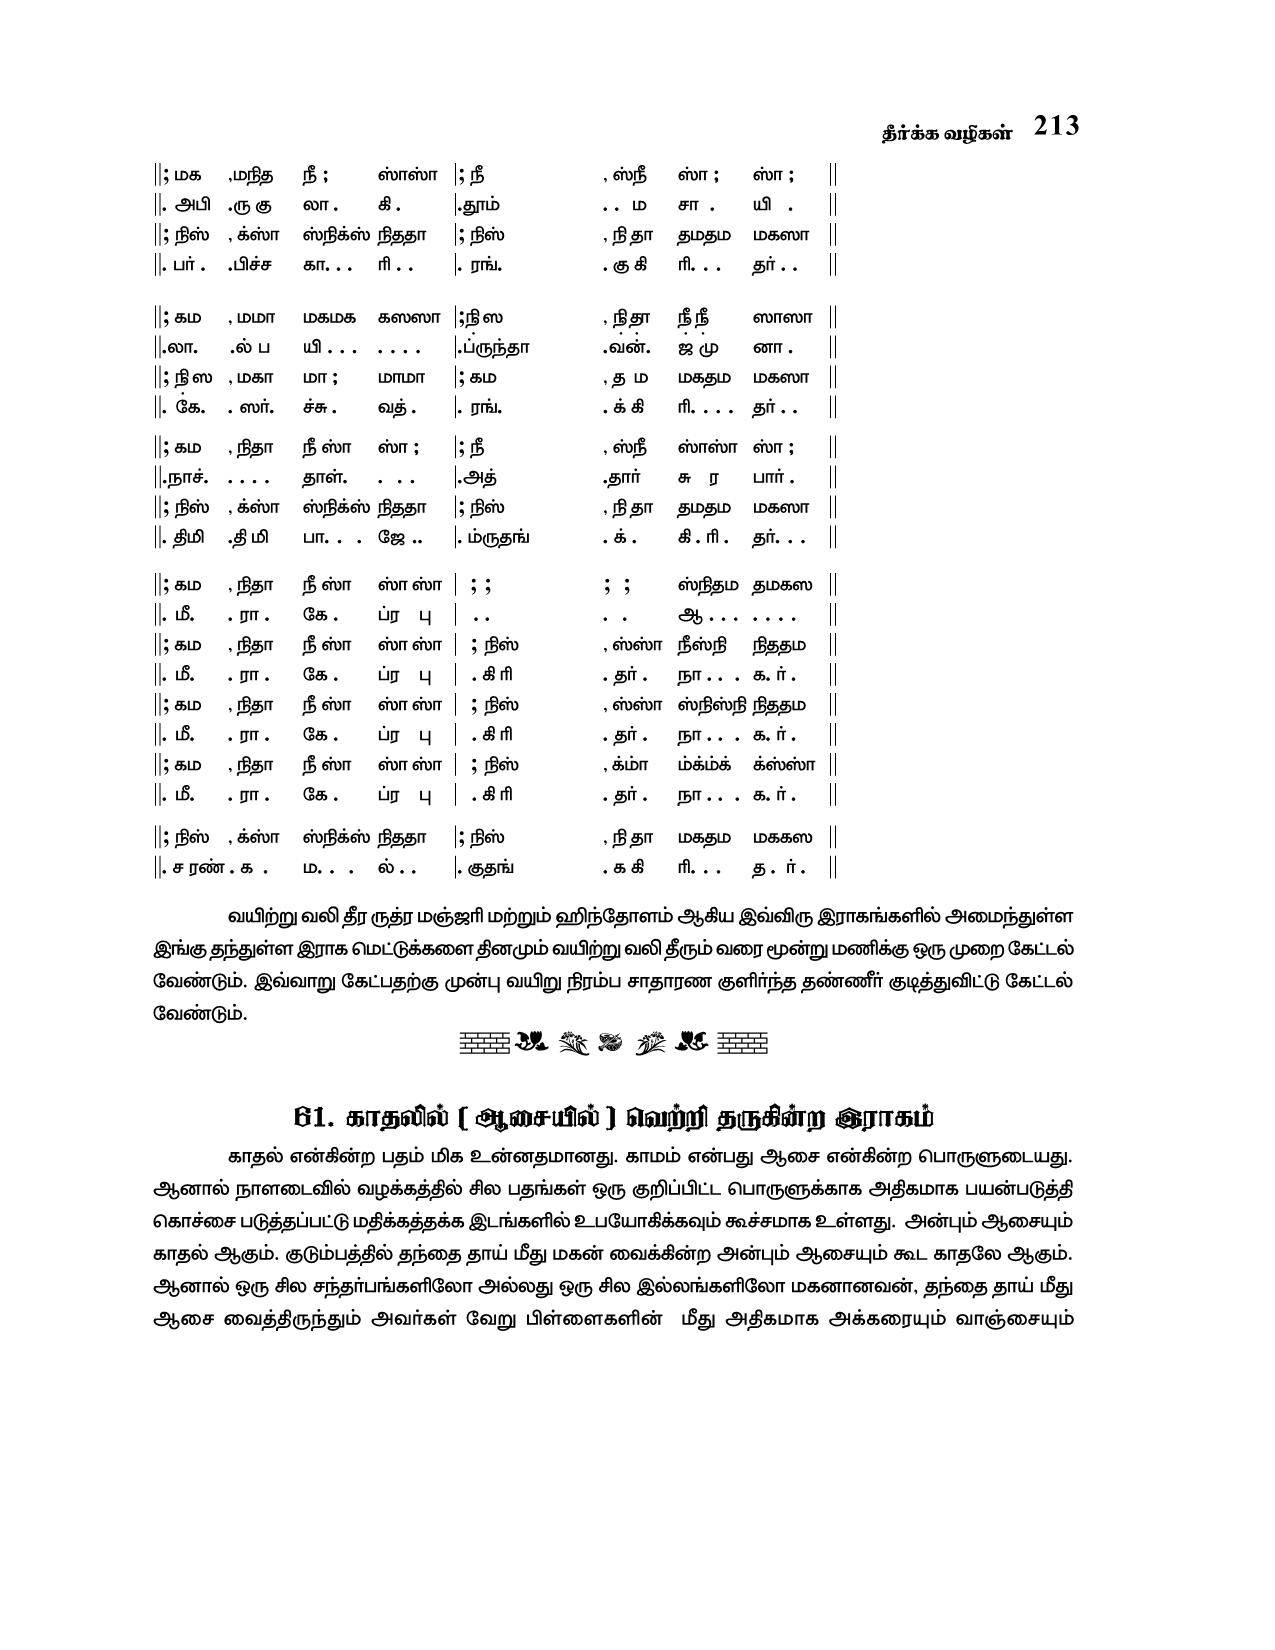 தீர்க்க வழிகள் 213
||; மக , மநித நீ ; ஸ்ாஸ்ா |; நீ , ஸ்நீ ஸ்ா ; ஸ்ா ; ||
||. அபி .ரு கு லா . கி . |.தூம் . . ம சா . யி . ||
||; நிஸ் , க்ஸ்ா ஸ்நிக்ஸ் நிததா |; நிஸ் , நி தா தமதம மகஸா ||
||. பர் . .பிச்ச கா. . . ரி . . |. ரங். . கு கி ரி. . . தர் . . ||
||; கம , மமா மகமக கஸஸா |;நிஸ , நிதா நீ நீ ஸாஸா ||
||.லா. .ல் ப யி . . . . . . . |.ப்ருந்தா .வன். ஜ மு னா . ||
||; நி ஸ , மகா மா ; மாமா |; கம , த ம மகதம மகஸா ||
||. கே. . ஸர். ச்சு . வத் . |. ரங். . க் கி ரி. . . . தர் . . ||
||; கம , நிதா நீ ஸ்ா ஸ்ா ; |; நீ , ஸ்நீ ஸ்ாஸ்ா ஸ்ா ; ||
||.நாச். . . . . தாள். . . . |.அத் .தார் சு ர பார் . ||
||; நிஸ் , க்ஸ்ா ஸ்நிக்ஸ் நிததா |; நிஸ் , நி தா தமதம மகஸா ||
||. திமி .தி மி பா. . . ஜே .. |. ம்ருதங் . க் . கி . ரி . தர். . . ||
||; கம , நிதா நீ ஸ்ா ஸ்ா ஸ்ா | ; ; ; ; ஸ்நிதம தமகஸ ||
||. மீ. . ரா . கே . ப்ர பு | . . . . ஆ . . . . . . . ||
||; கம , நிதா நீ ஸ்ா ஸ்ா ஸ்ா | ; நிஸ் , ஸ்ஸ்ா நீஸ்நி நிததம ||
||. மீ. . ரா . கே . ப்ர பு | . கி ரி . தர் . நா . . . க. ர் . ||
||; கம , நிதா நீ ஸ்ா ஸ்ா ஸ்ா | ; நிஸ் , ஸ்ஸ்ா ஸ்நிஸ்நி நிததம ||
||. மீ. . ரா . கே . ப்ர பு | . கி ரி . தர் . நா . . . க. ர் . ||
||; கம , நிதா நீ ஸ்ா ஸ்ா ஸ்ா | ; நிஸ் , க்ம்ா ம்க்ம்க் க்ஸ்ஸ்ா ||
||. மீ. . ரா . கே . ப்ர பு | . கி ரி . தர் . நா . . . க. ர் . ||
||; நிஸ் , க்ஸ்ா ஸ்நிக்ஸ் நிததா |; நிஸ் , நி தா மகதம மககஸ ||
||. ச ரண் . க . ம. . . ல் . . |. குதங் . க கி ரி. . . த . ர் . ||
வயிற்று வலி தீர ருத்ர மஞ்ஜரி மற்றும் ஹிந்தோளம் ஆகிய இவ்விரு இராகங்களில் அமைந்துள்ள
இங்கு தந்துள்ள இராக மெட்டுக்களை தினமும் வயிற்று வலி தீரும் வரை மூன்று மணிக்கு ஒரு முறை கேட்டல்
வேண்டும். இவ்வாறு கேட்பதற்கு முன்பு வயிறு நிரம்ப சாதாரண குளிர்ந்த தண்ணீர் குடித்துவிட்டு கேட்டல்
வேண்டும்.
61. காதலில் ( ஆசையில் ) வெற்றி தருகின்ற இராகம்
காதல் என்கின்ற பதம் மிக உன்னதமானது. காமம் என்பது ஆசை என்கின்ற பொருளுடையது.
ஆனால் நாளடைவில் வழக்கத்தில் சில பதங்கள் ஒரு குறிப்பிட்ட பொருளுக்காக அதிகமாக பயன்படுத்தி
கொச்சை படுத்தப்பட்டு மதிக்கத்தக்க இடங்களில் உபயோகிக்கவும் கூச்சமாக உள்ளது. அன்பும் ஆசையும்
காதல் ஆகும். குடும்பத்தில் தந்தை தாய் மீது மகன் வைக்கின்ற அன்பும் ஆசையும் கூட காதலே ஆகும்.
ஆனால் ஒரு சில சந்தர்பங்களிலோ அல்லது ஒரு சில இல்லங்களிலோ மகனானவன், தந்தை தாய் மீது
ஆசை வைத்திருந்தும் அவர்கள் வேறு பிள்ளைகளின் மீது அதிகமாக அக்கரையும் வாஞ்சையும்